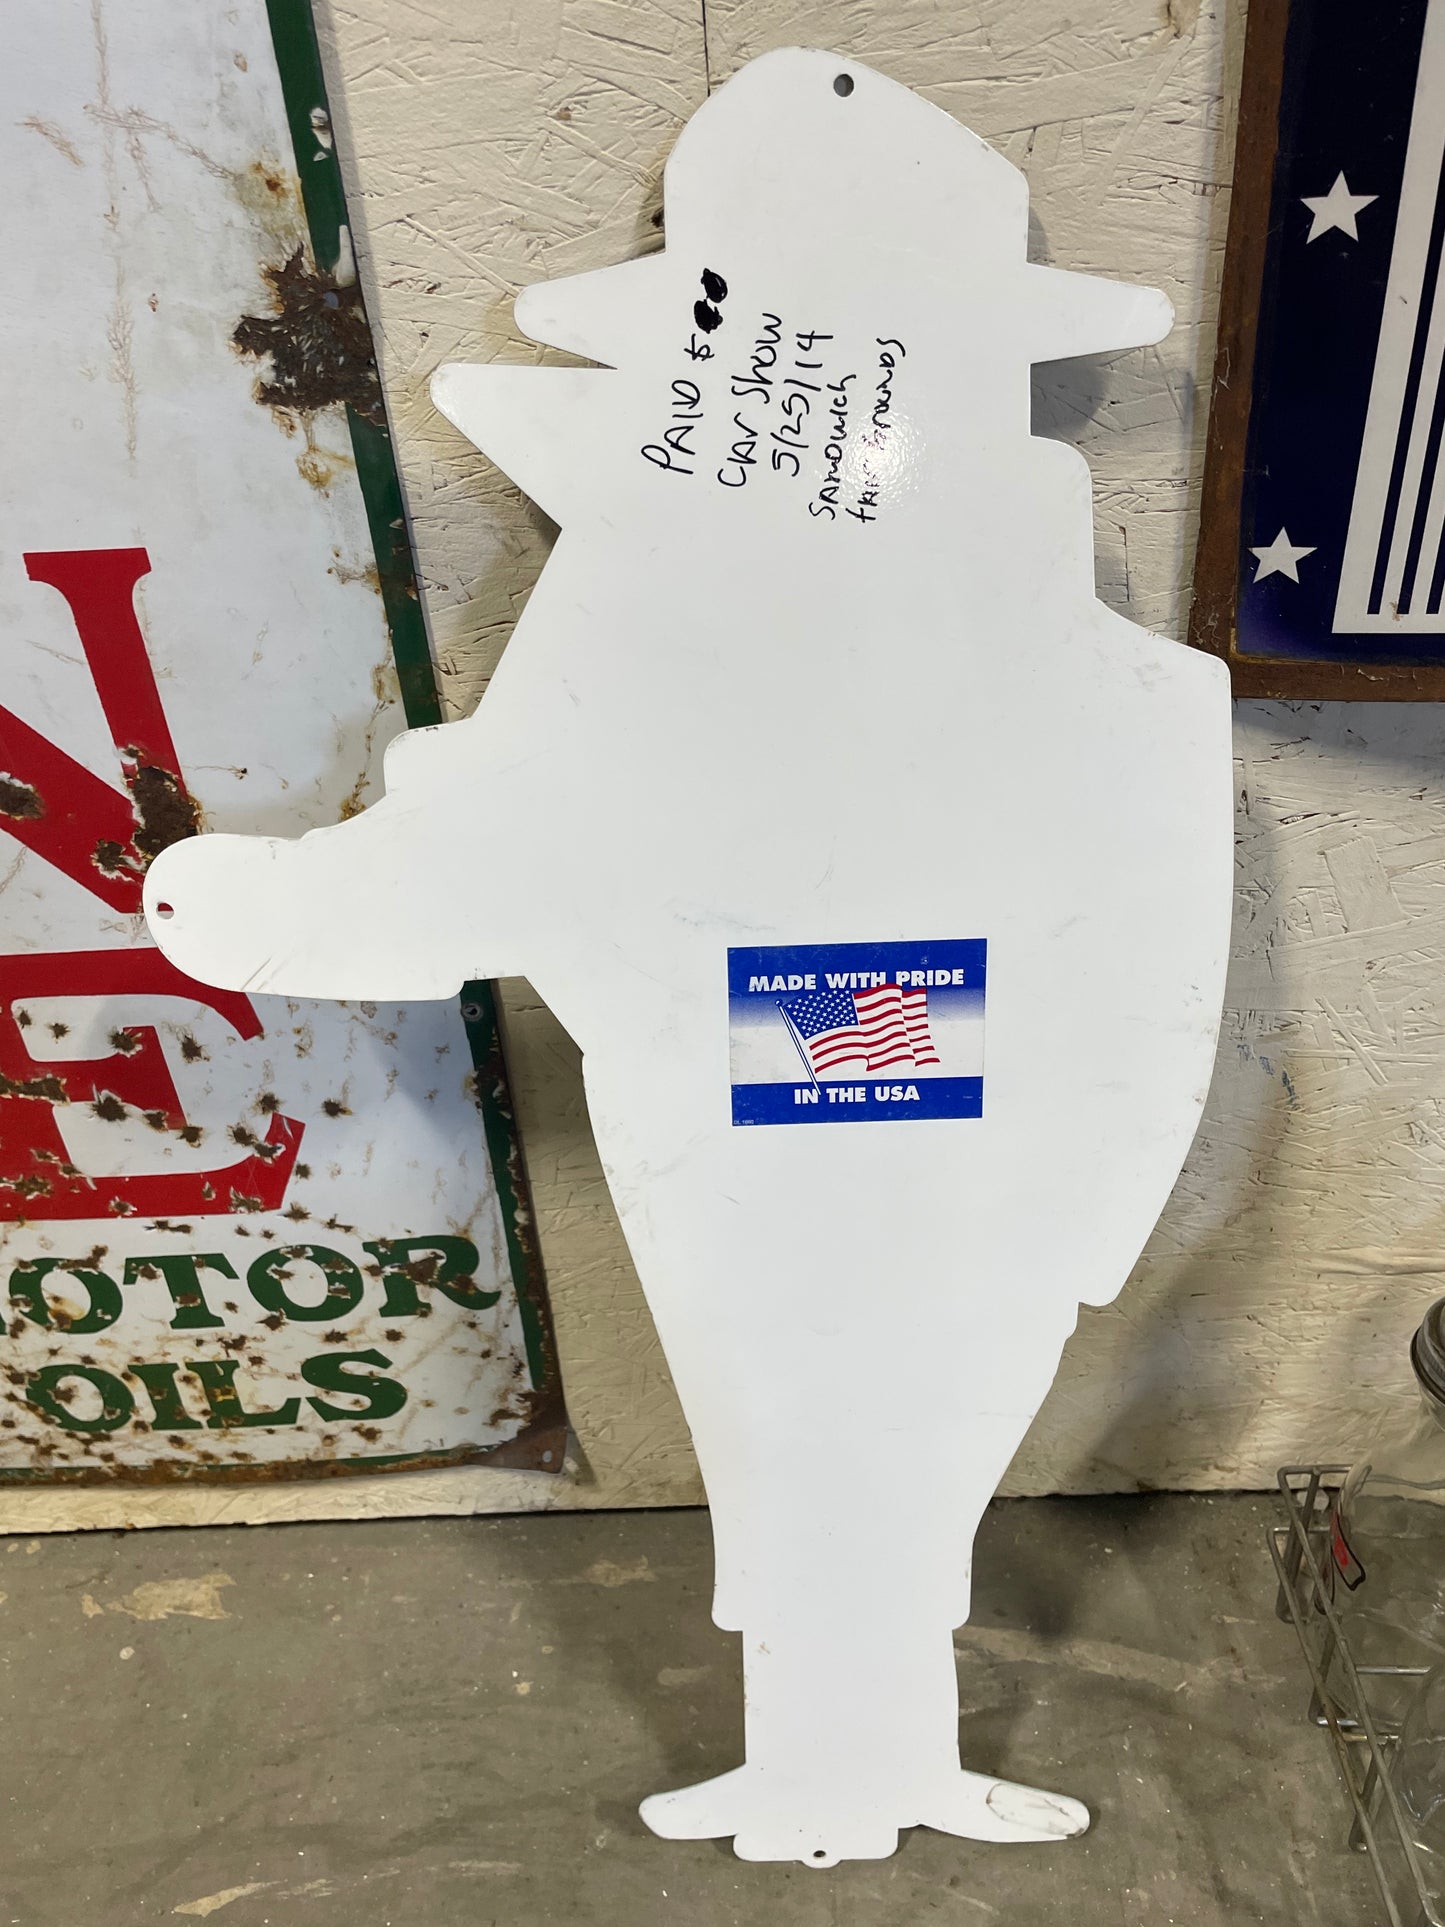 PAID $
CAR Show
5/25/14
SANDWICH
FAIRGROUNDS
MADE WITH PRIDE
IN THE USA
N
E
MOTOR
OILS